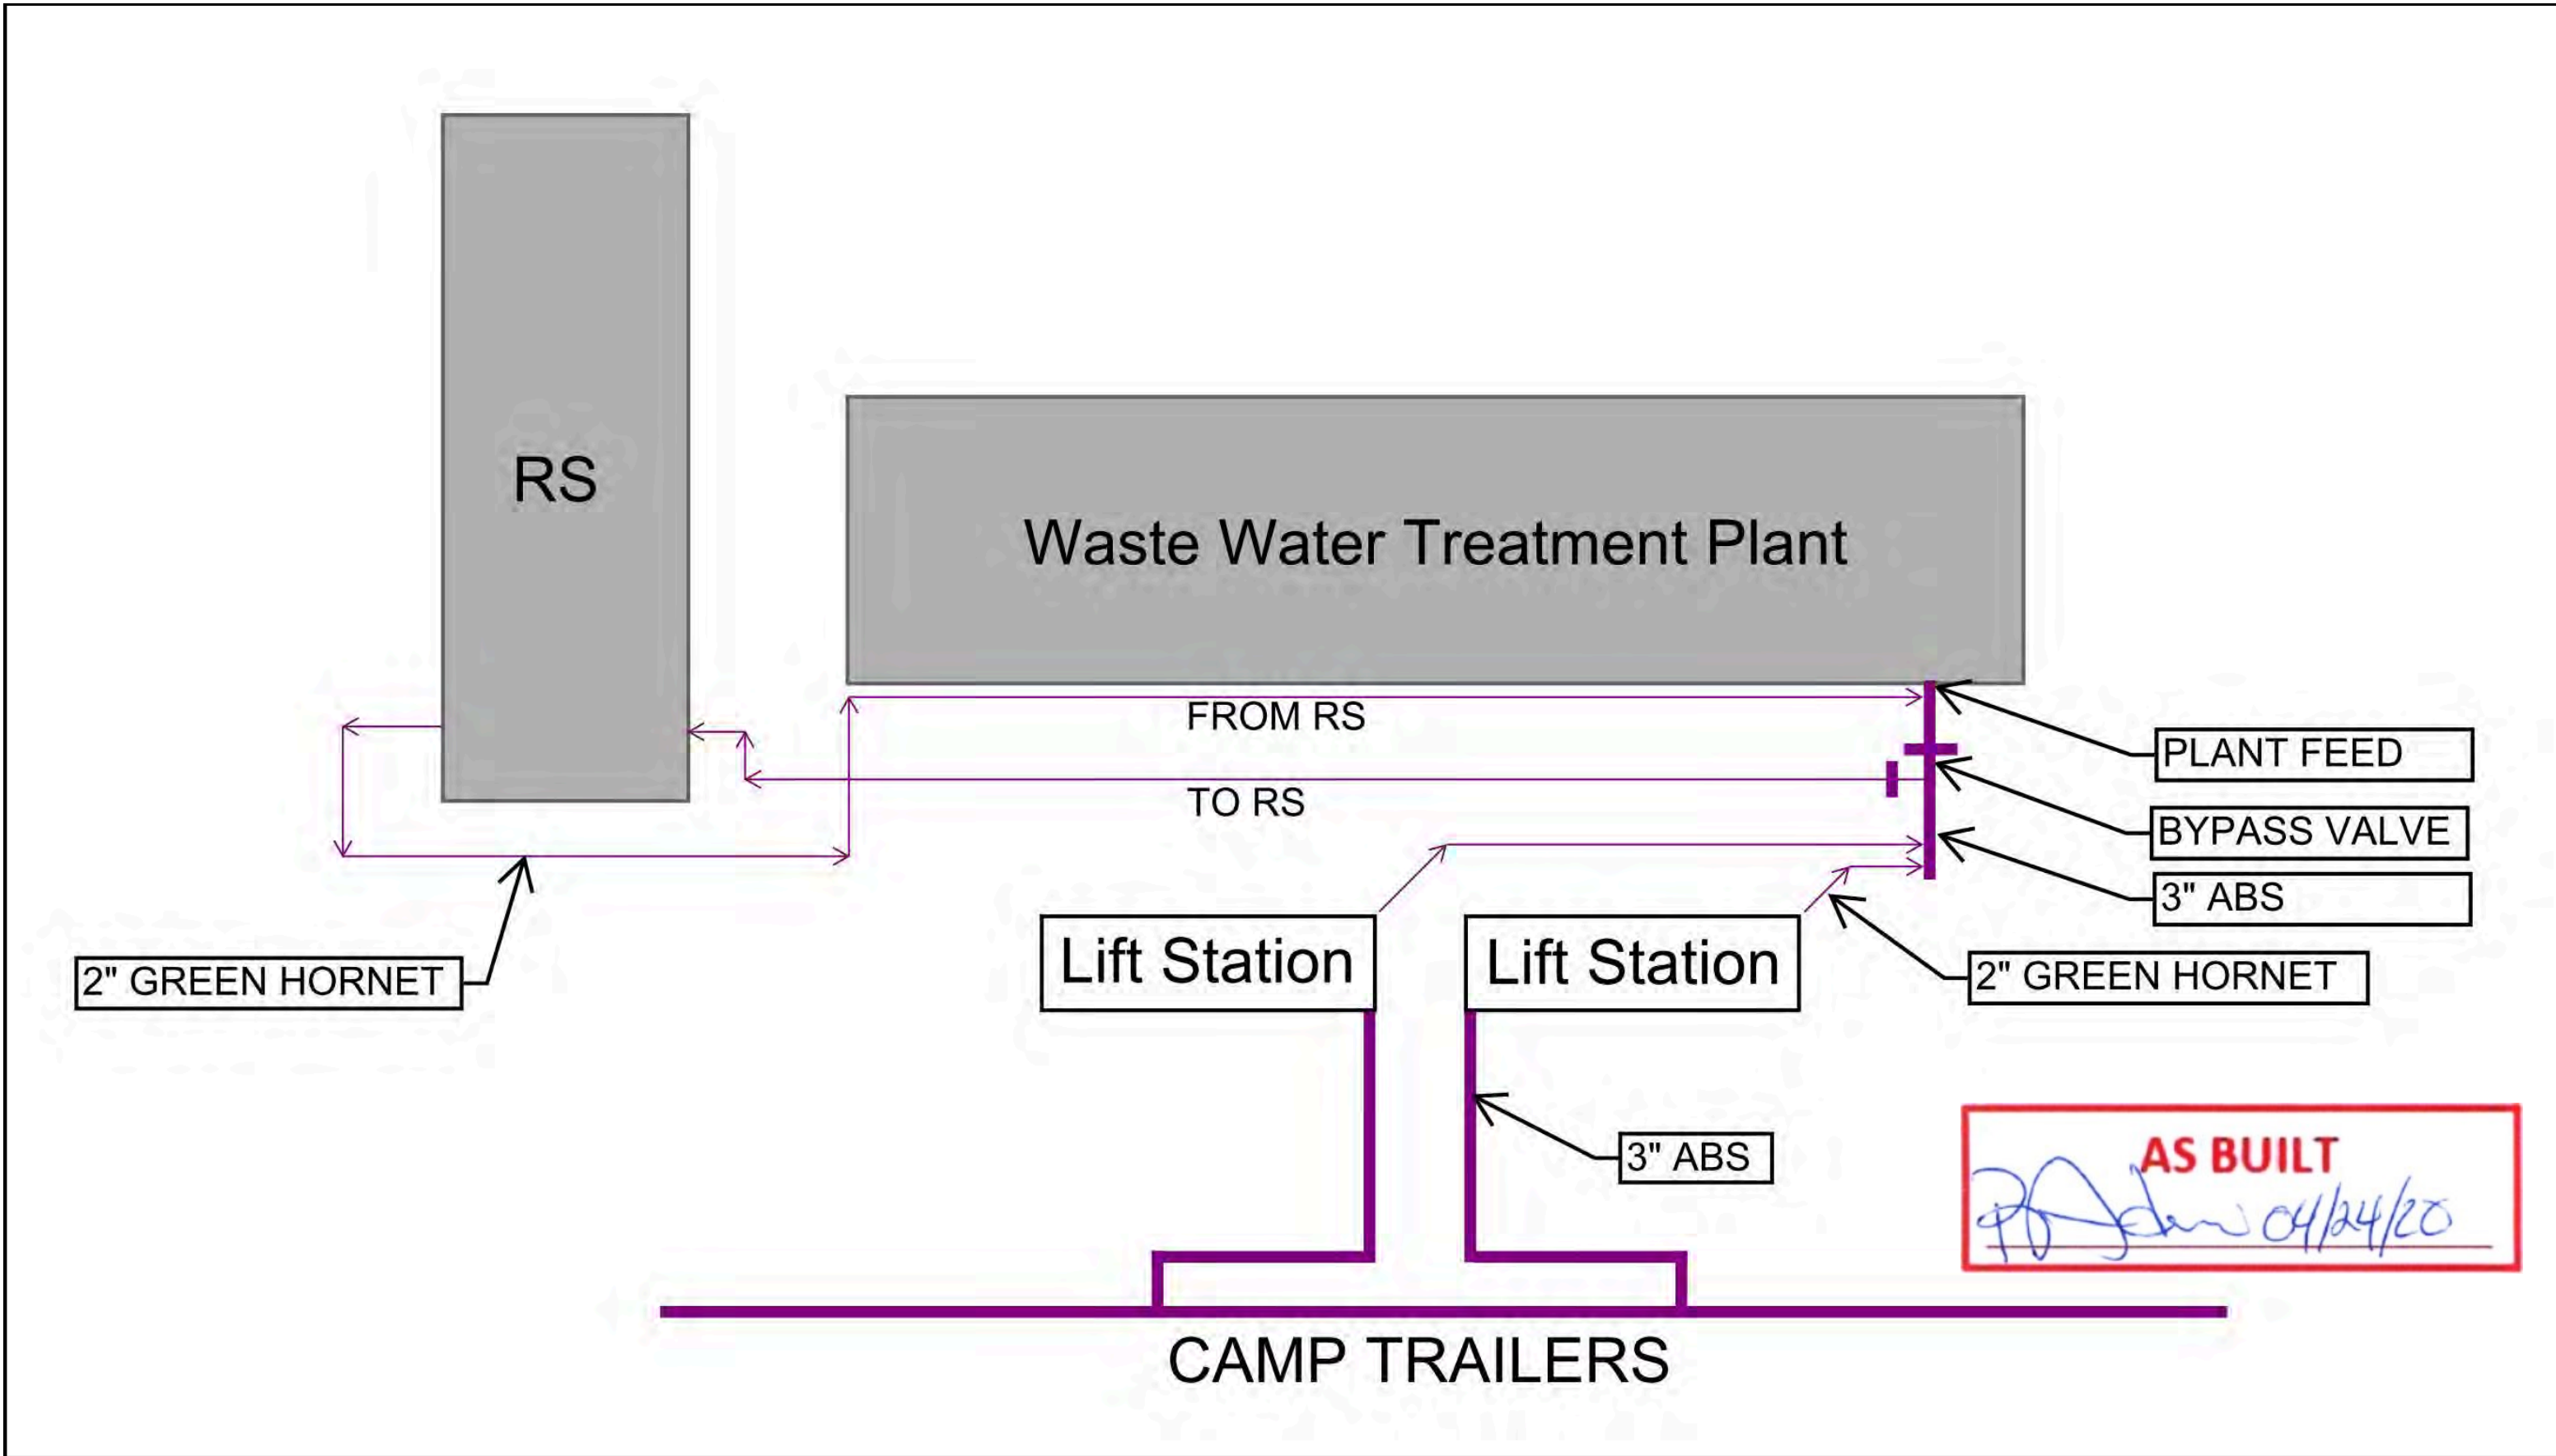 RS
Waste Water Treatment Plant
FROM RS
PLANT FEED
TO RS
BYPASS VALVE
3" ABS
Lift Station
Lift Station
2" GREEN HORNET
2" GREEN HORNET
3" ABS
AS BUILT
04/24/20
CAMP TRAILERS